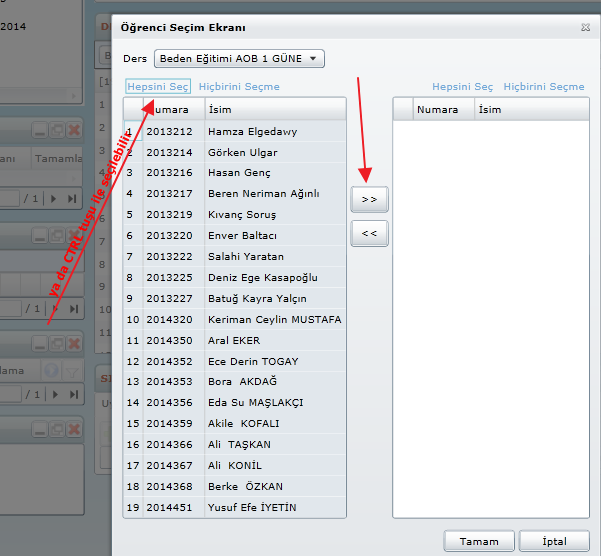 2014
Öğrenci Seçim Ekranı
Ders Beden Eğitimi AOB 1 GÜNE
Hepsini Seç Hiçbirini Seçme
Hepsini Seç Hiçbirini Seçme
Numara İsim
Numara İsim
1 2013212 Hamza Elgedawy
2 2013214 Görken Ulgar
3 2013216 Hasan Genç
4 2013217 Beren Neriman Ağınlı
5 2013219 Kıvanç Soruş
6 2013220 Enver Baltacı
7 2013222 Salahi Yaratan
8 2013225 Deniz Ege Kasapoğlu
9 2013227 Batuğ Kayra Yalçın
10 2014320 Keriman Ceylin MUSTAFA
11 2014350 Aral EKER
12 2014352 Ece Derin TOGAY
13 2014353 Bora AKDAĞ
14 2014356 Eda Su MAŞLAKÇI
15 2014359 Akile KOFALI
16 2014366 Ali TAŞKAN
17 2014367 Ali KONİL
18 2014368 Berke ÖZKAN
19 2014451 Yusuf Efe İYETİN
>>
<<
ya da CTRL tuşu ile seçilebilir.
Tamam İptal
anı Tamamla
/ 1
/ 1
lama
/ 1